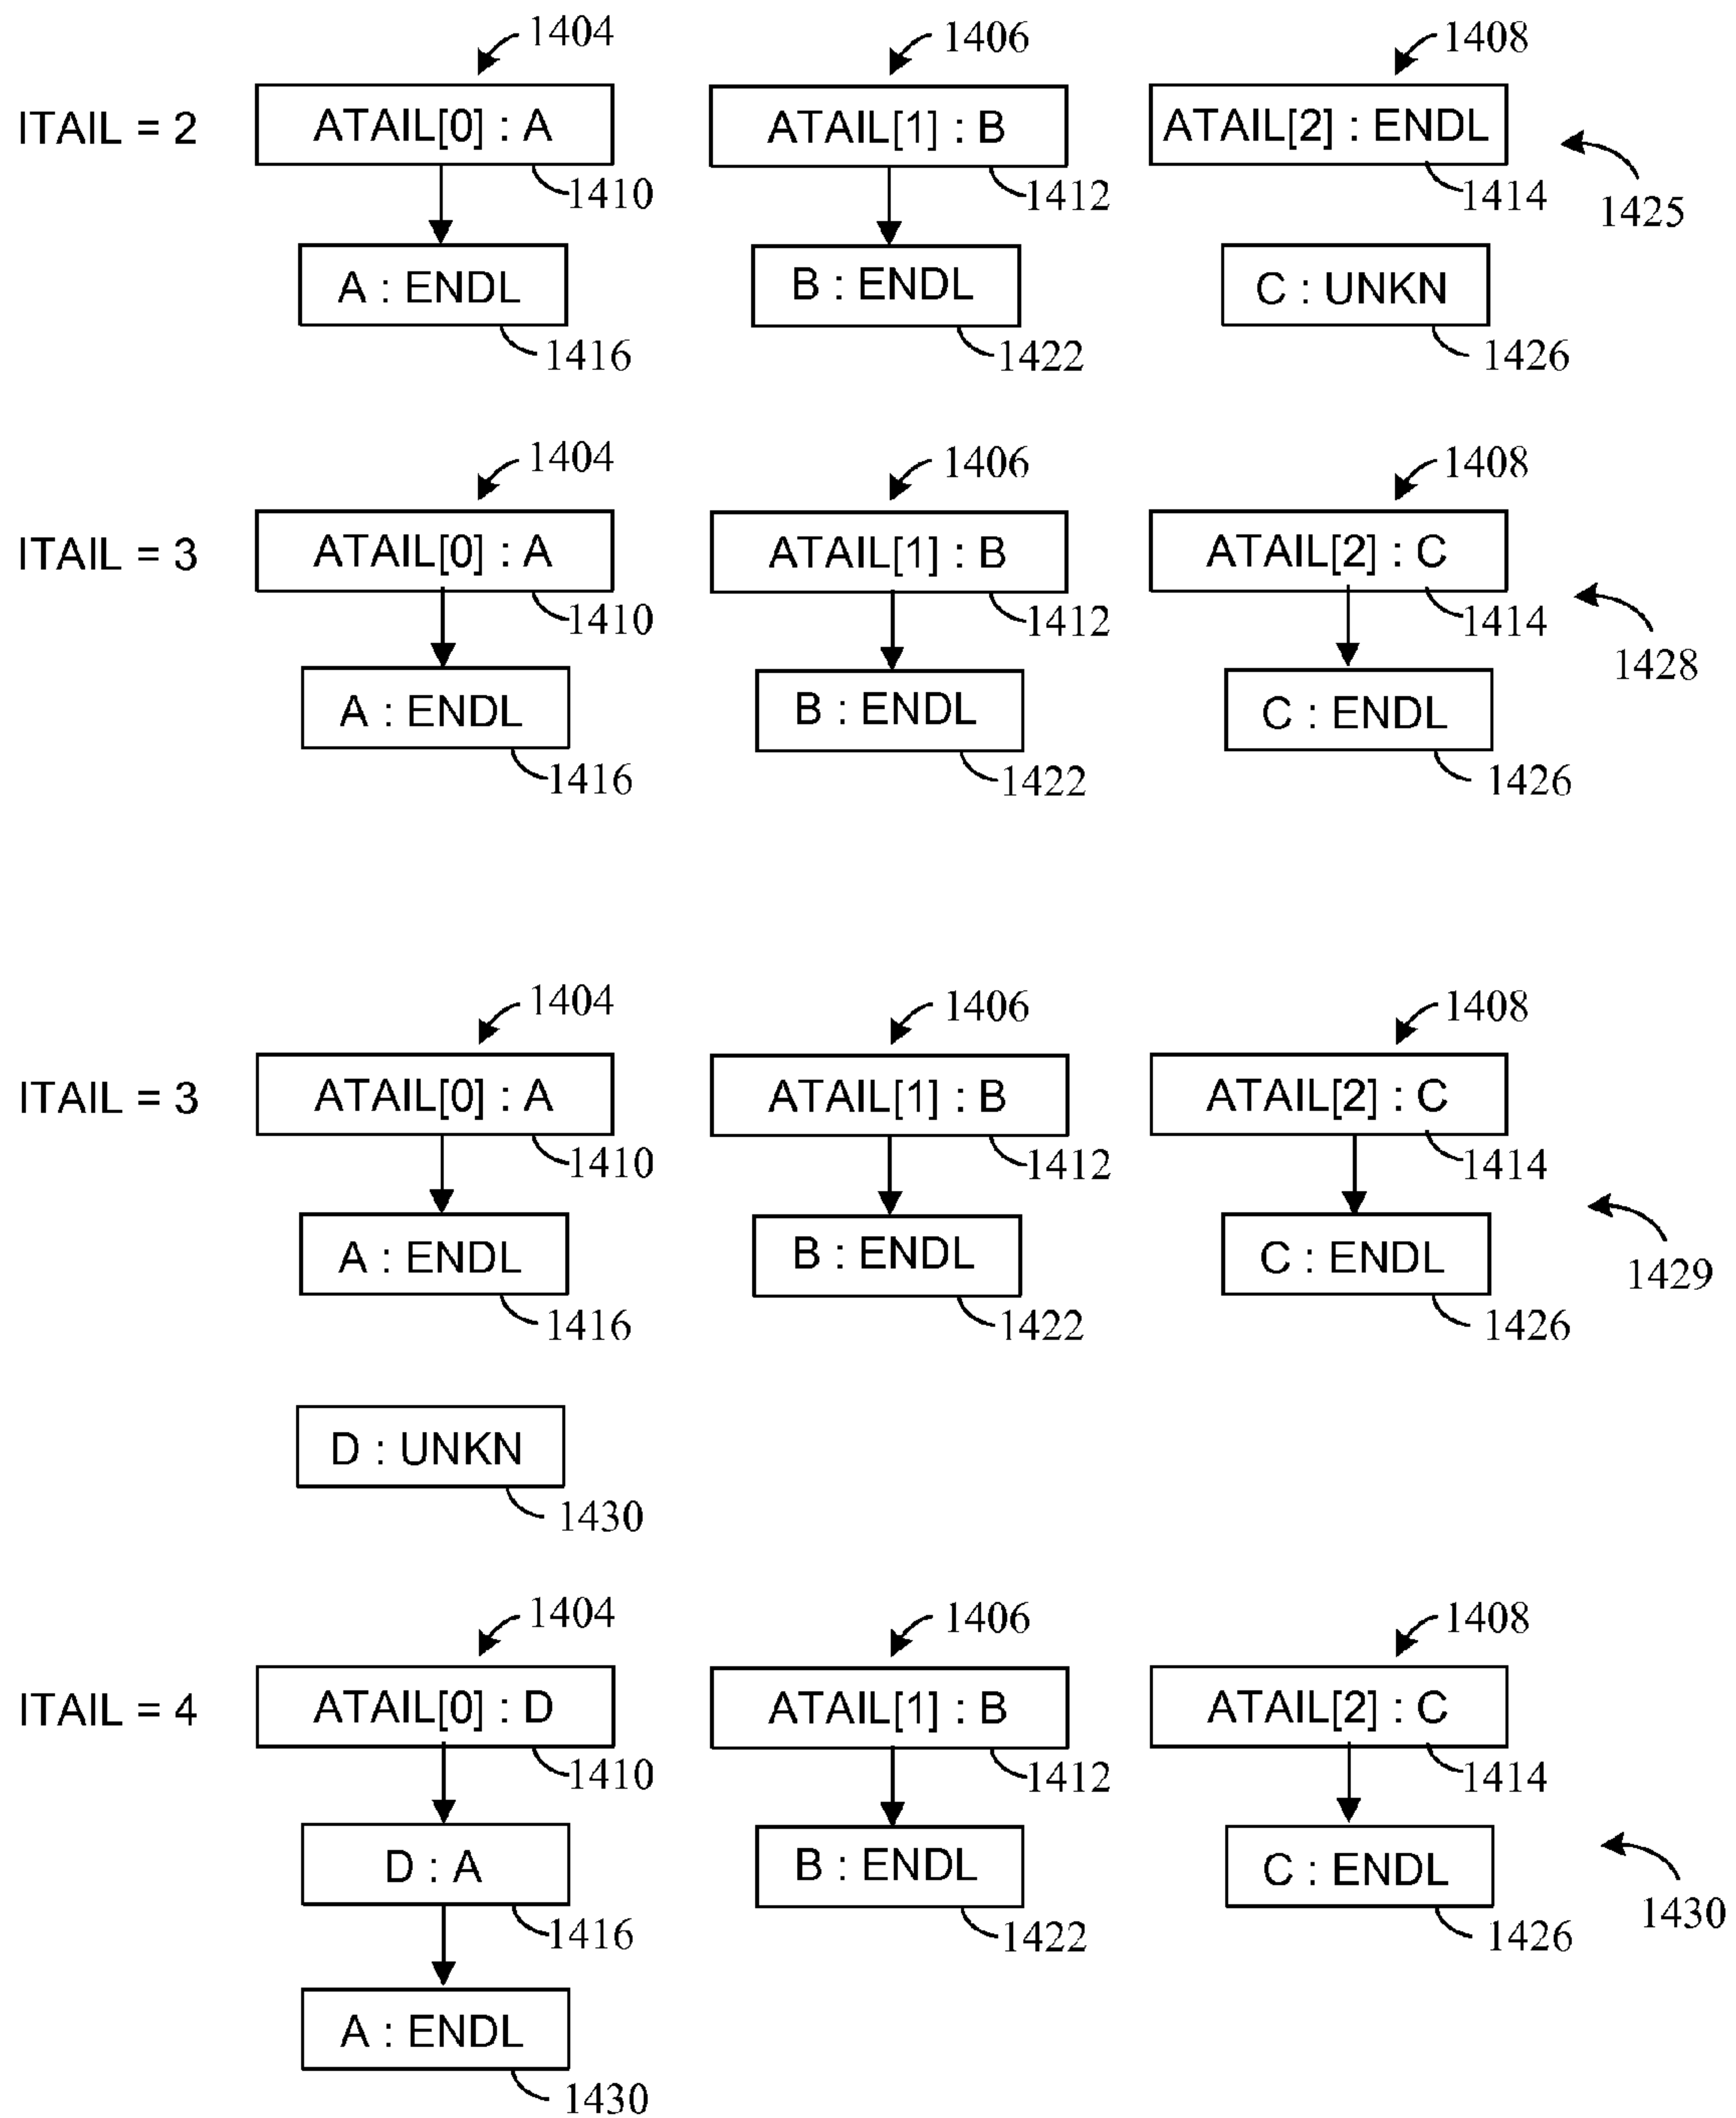 1404 1406 1408
ITAIL = 2 ATAIL[0] : A ATAIL[1] : B ATAIL[2] : ENDL
1410 1412 1414 1425
A : ENDL B : ENDL C : UNKN
1416 1422 1426
1404 1406 1408
ITAIL = 3 ATAIL[0] : A ATAIL[1] : B ATAIL[2] : C
1410 1412 1414
1428
A : ENDL B : ENDL C : ENDL
1416 1422 1426
1404 1406 1408
ITAIL = 3 ATAIL[0] : A ATAIL[1] : B ATAIL[2] : C
1410 1412 1414
A : ENDL B : ENDL C : ENDL 1429
1416 1422 1426
D : UNKN
1430
1404 1406 1408
ITAIL = 4 ATAIL[0] : D ATAIL[1] : B ATAIL[2] : C
1410 1412 1414
D : A B : ENDL C : ENDL
1416 1422 1426 1430
A : ENDL
1430